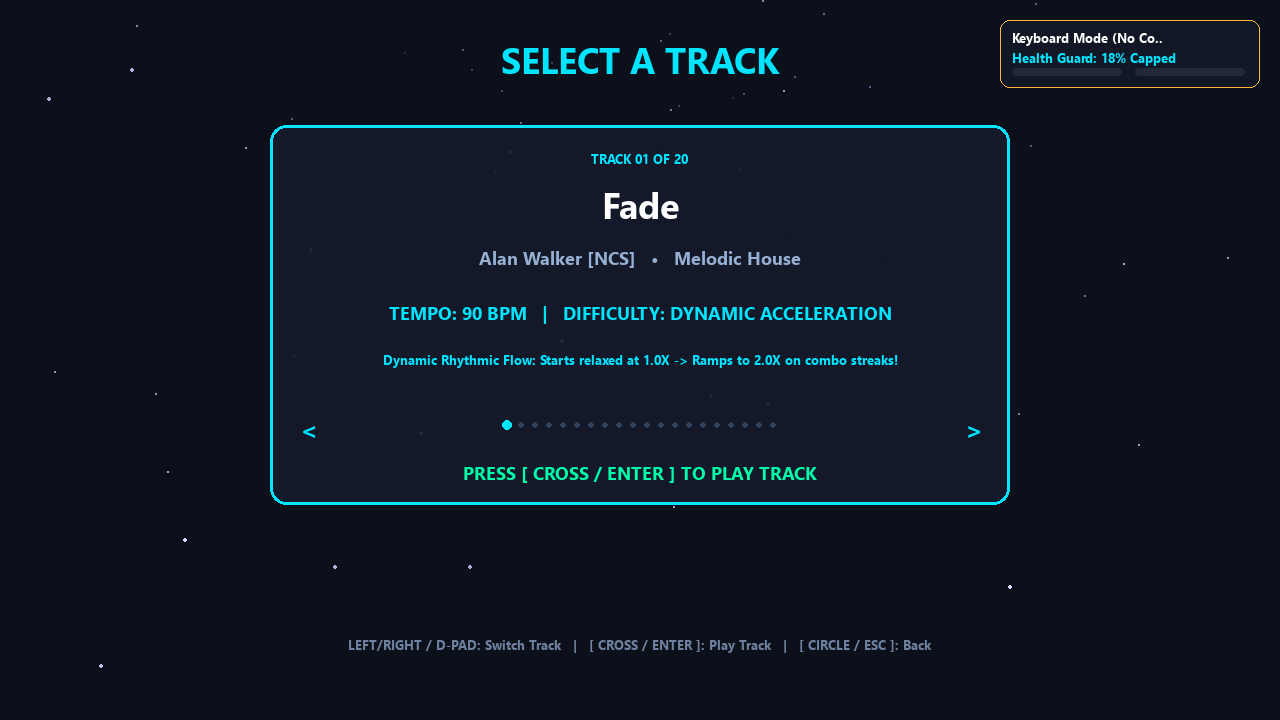 SELECT A TRACK
Keyboard Mode (No Co..
Health Guard: 18% Capped
TRACK 01 OF 20
Fade
Alan Walker [NCS] • Melodic House
TEMPO: 90 BPM | DIFFICULTY: DYNAMIC ACCELERATION
Dynamic Rhythmic Flow: Starts relaxed at 1.0X -> Ramps to 2.0X on combo streaks!
< >
PRESS [ CROSS / ENTER ] TO PLAY TRACK
LEFT/RIGHT / D-PAD: Switch Track | [ CROSS / ENTER ]: Play Track | [ CIRCLE / ESC ]: Back